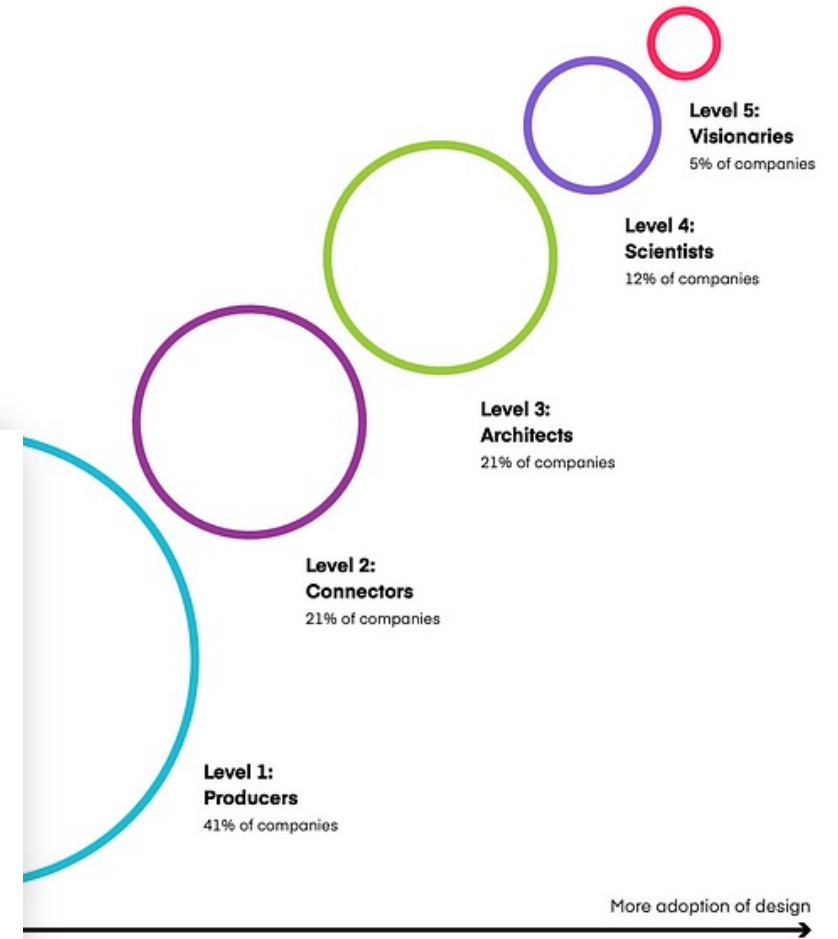 Level 5:
Visionaries
5% of companies
Level 4:
Scientists
12% of companies
Level 3:
Architects
21% of companies
Level 2:
Connectors
21% of companies
Level 1:
Producers
41% of companies
More adoption of design